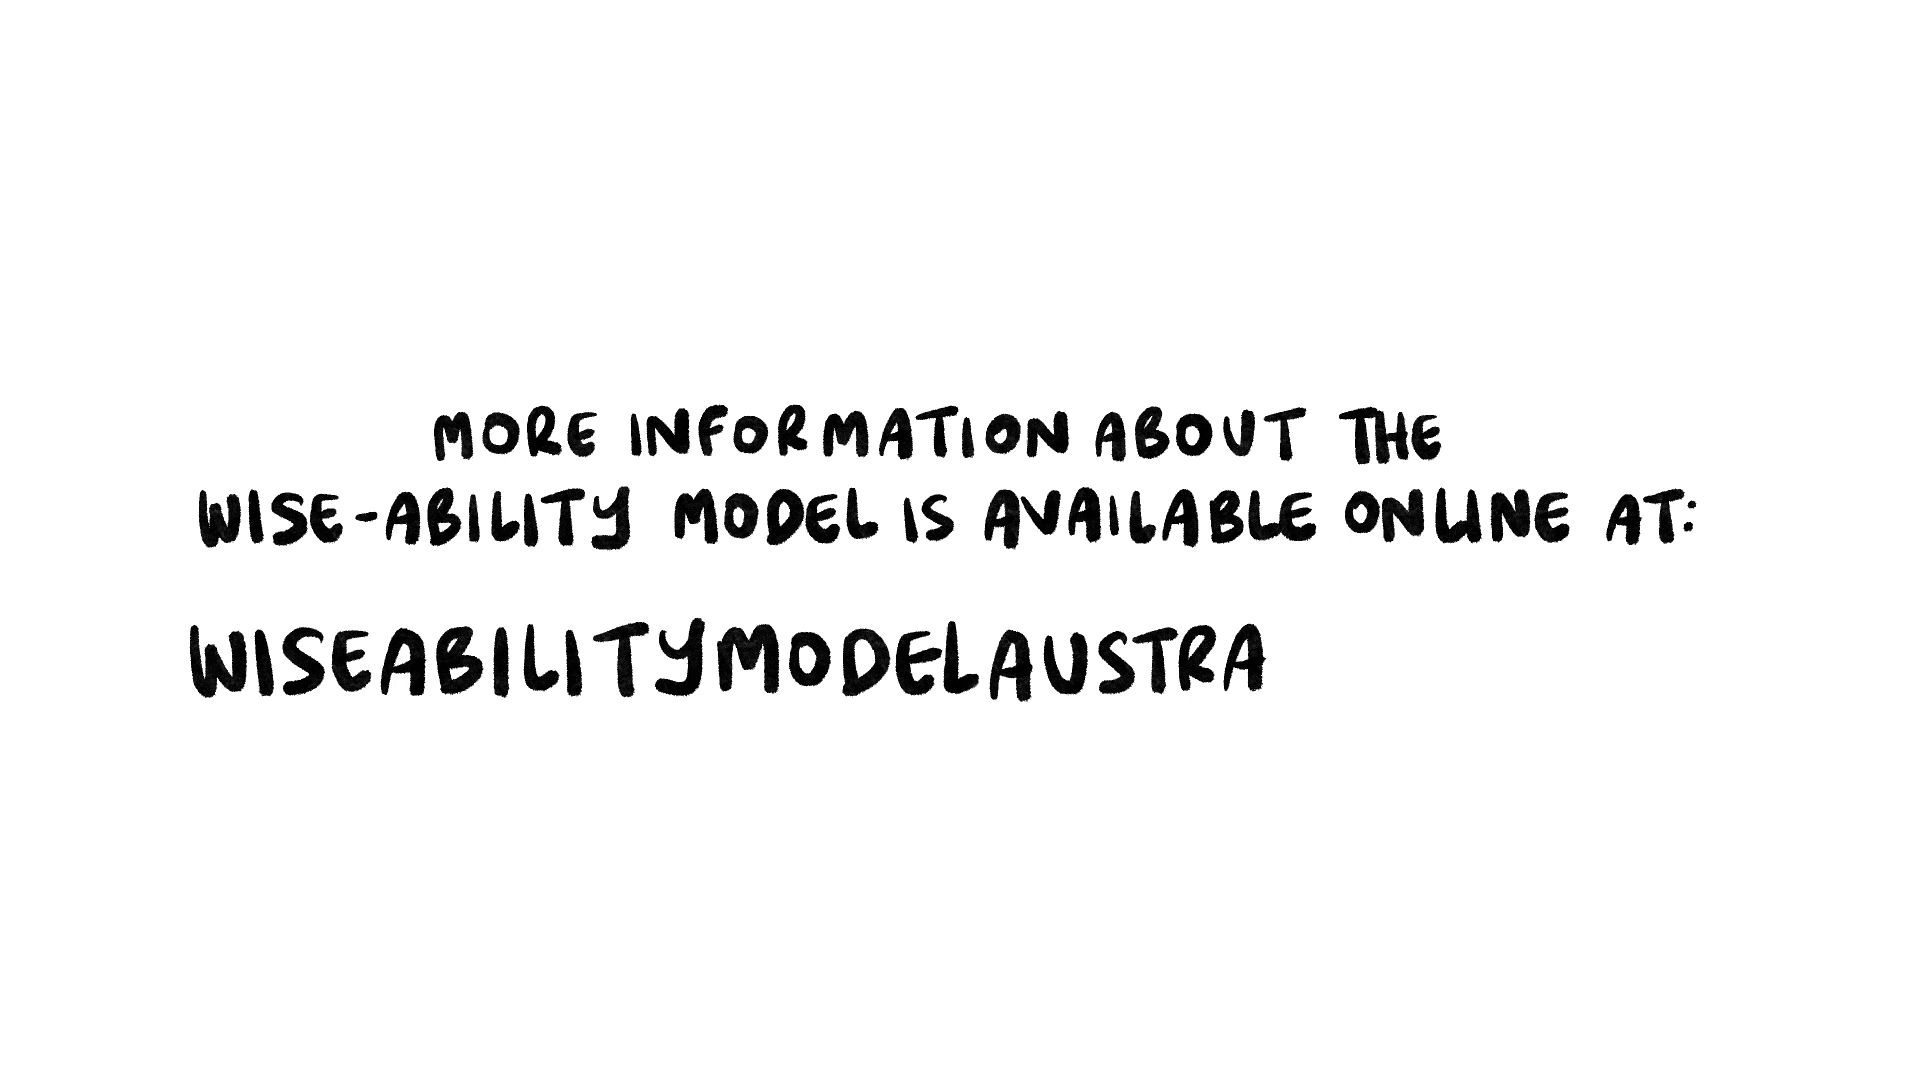 MORE INFORMATION ABOUT THE
WISE-ABILITY MODEL IS AVAILABLE ONLINE AT:
WISEABILITYMODELAUSTRA